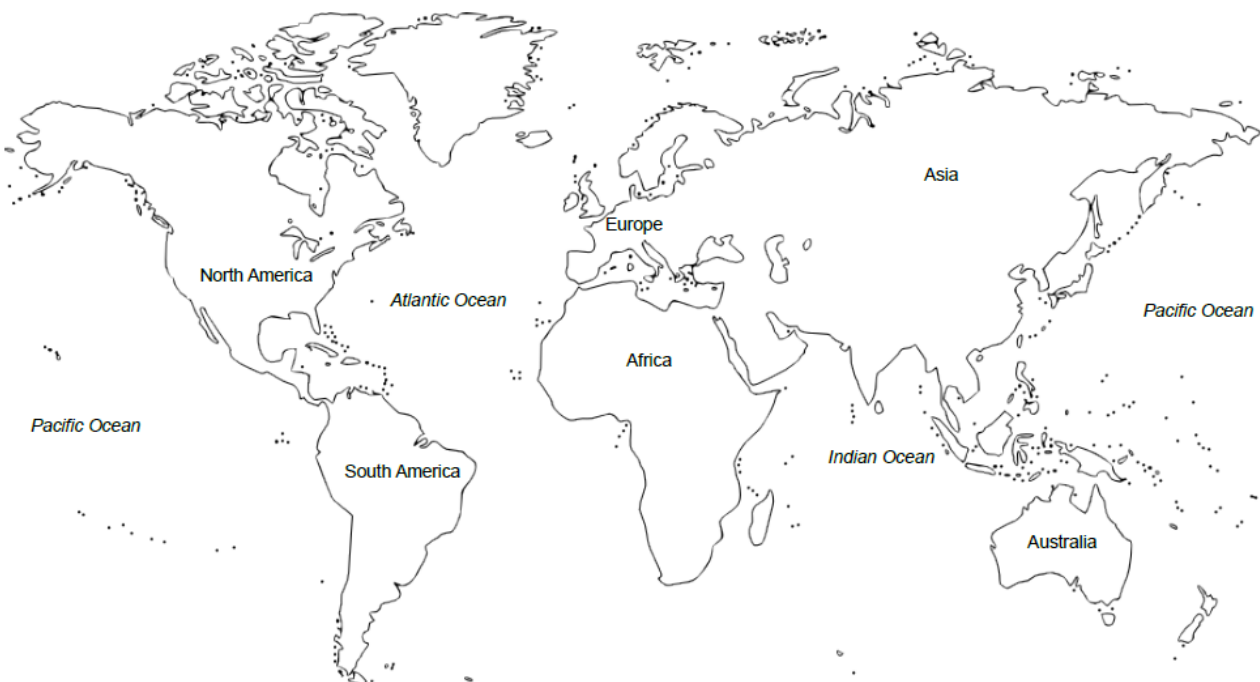 Asia
Europe
North America
Atlantic Ocean
Pacific Ocean
Africa
Pacific Ocean
Indian Ocean
South America
Australia